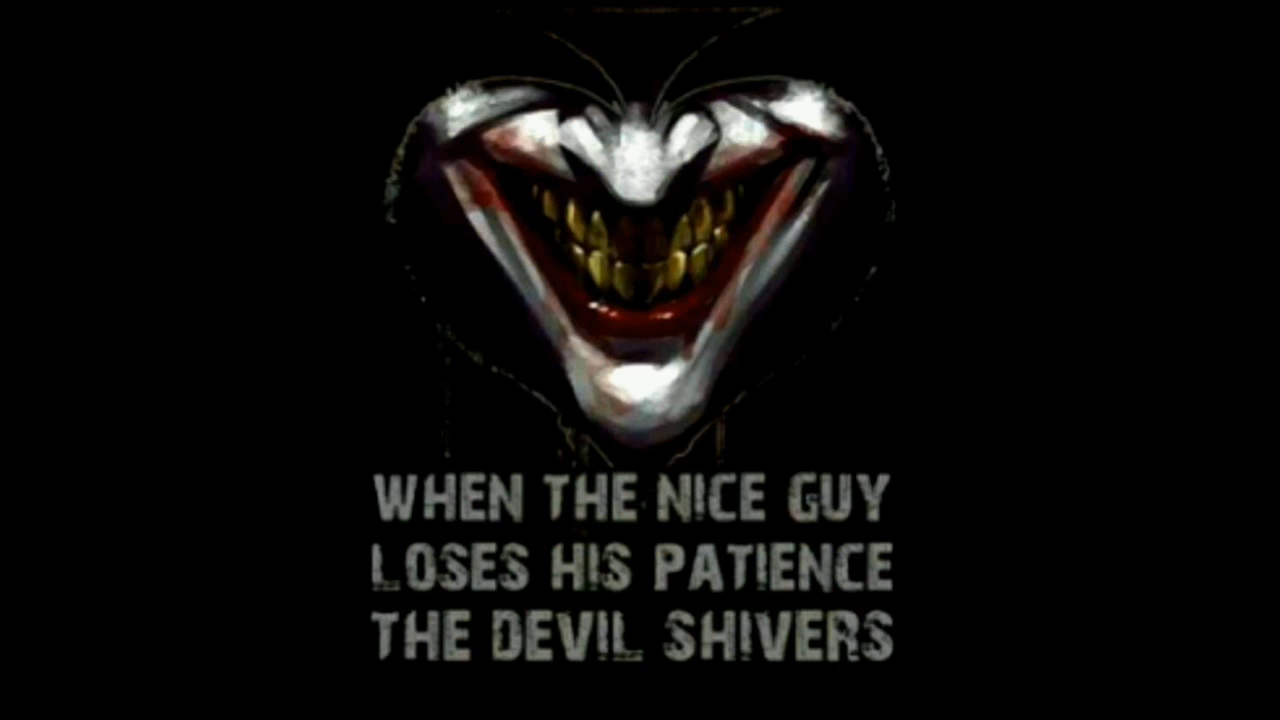 WHEN THE NICE GUY
LOSES HIS PATIENCE
THE DEVIL SHIVERS